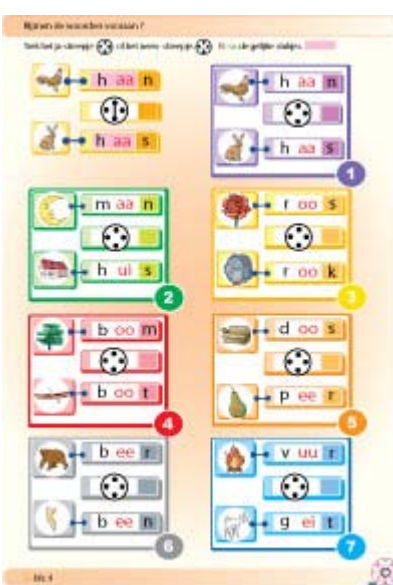 Rijmen de woorden vooraan ?
h aa n
h aa s
h aa n
h aa s
1
m aa n
h ui s
2
r oo s
r oo k
3
b oo m
b oo t
4
d oo s
p ee r
5
b ee r
b ee n
6
v uu r
g ei t
7